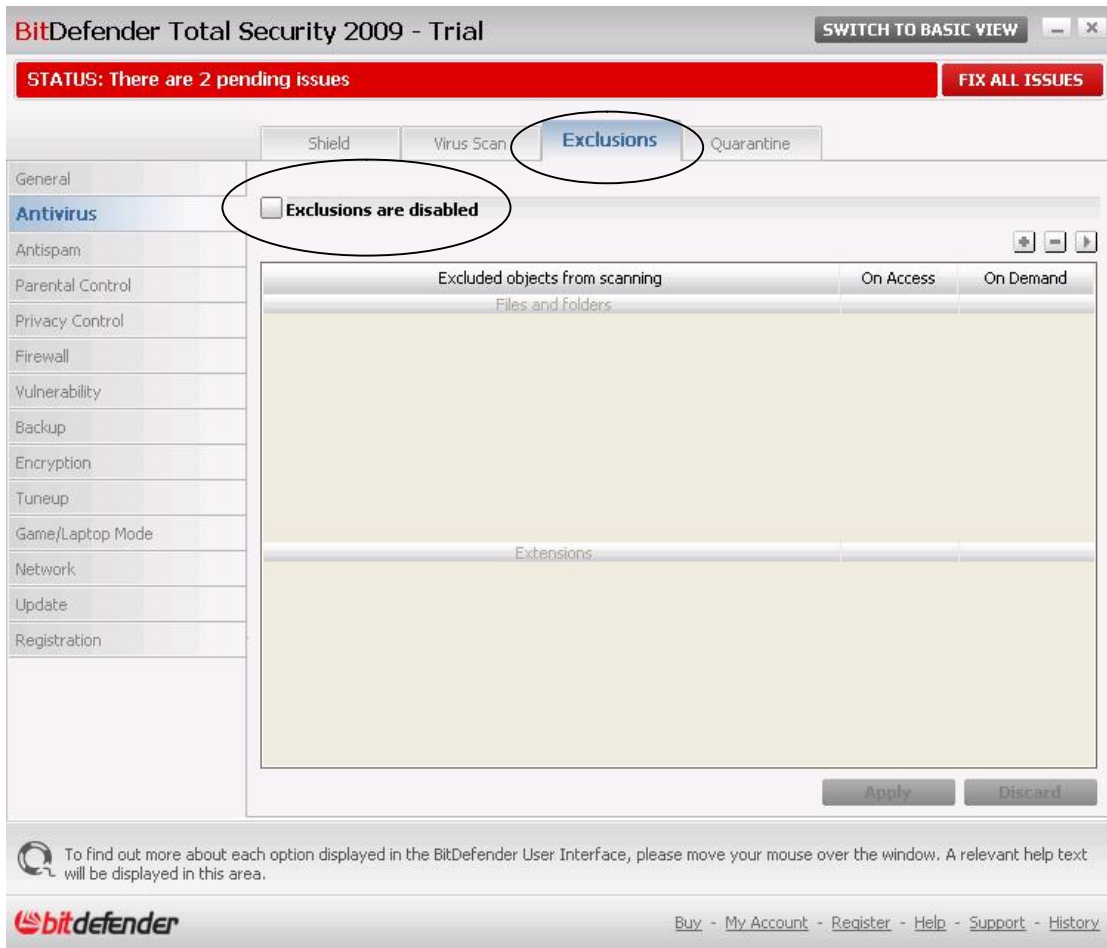 BitDefender Total Security 2009 - Trial
SWITCH TO BASIC VIEW
STATUS: There are 2 pending issues
FIX ALL ISSUES
Shield
Virus Scan
Exclusions
Quarantine
General
Antivirus
Antispam
Parental Control
Privacy Control
Firewall
Vulnerability
Backup
Encryption
Tuneup
Game/Laptop Mode
Network
Update
Registration
Exclusions are disabled
Excluded objects from scanning
On Access
On Demand
Files and folders
Extensions
Apply
Discard
To find out more about each option displayed in the BitDefender User Interface, please move your mouse over the window. A relevant help text
will be displayed in this area.
bitdefender
Buy - My Account - Register - Help - Support - History